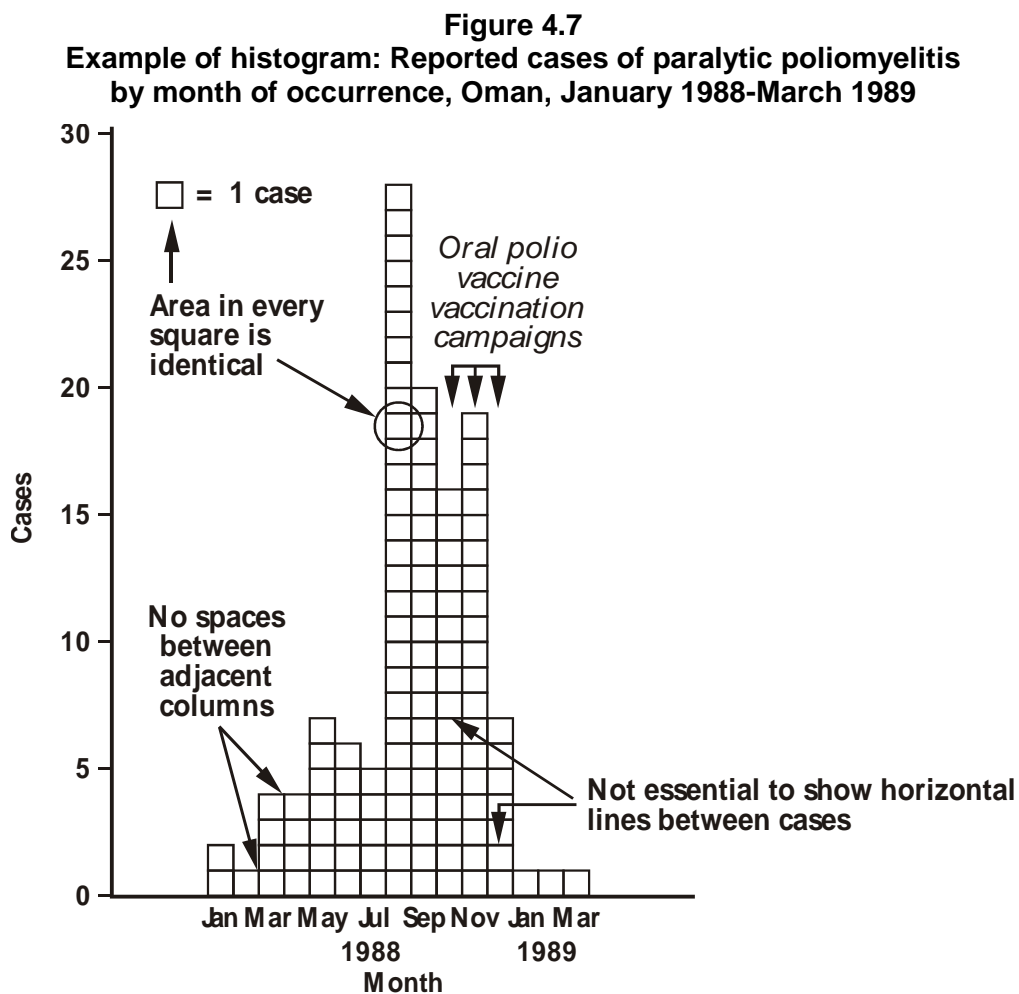 Figure 4.7
Example of histogram: Reported cases of paralytic poliomyelitis
by month of occurrence, Oman, January 1988-March 1989
30
= 1 case
25
Oral polio
vaccine
vaccination
campaigns
Area in every
square is
identical
20
Cases
15
No spaces
between
adjacent
columns
10
5
Not essential to show horizontal
lines between cases
0
Jan Mar May Jul Sep Nov Jan Mar
1988 1989
Month